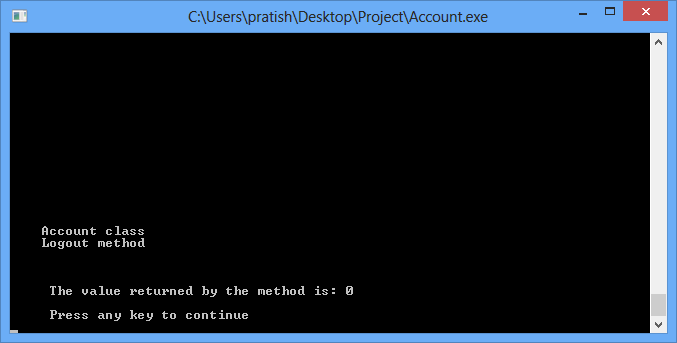 C:\Users\pratish\Desktop\Project\Account.exe
Account class
Logout method
The value returned by the method is: 0
Press any key to continue